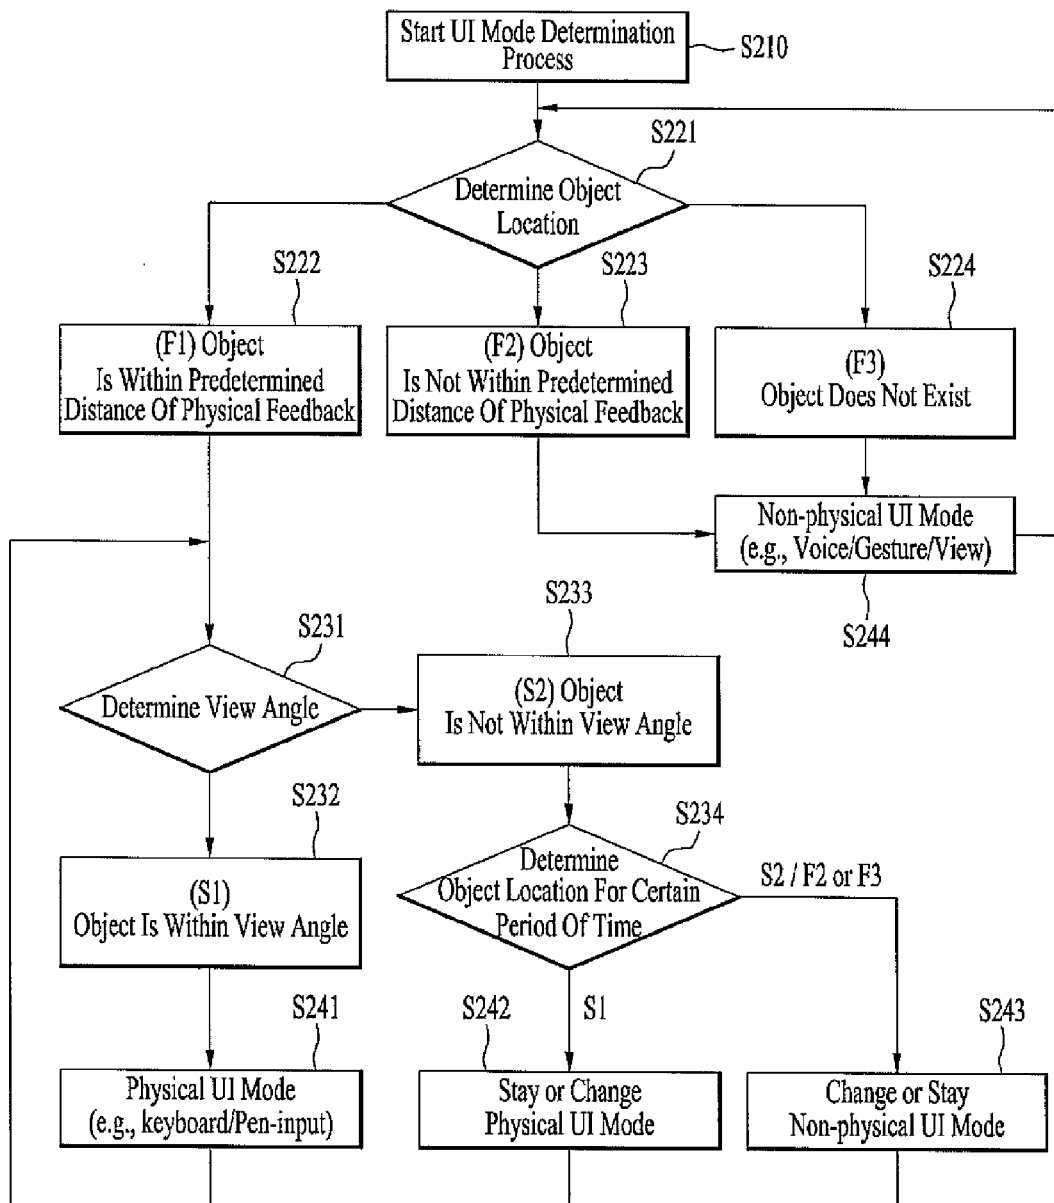 Start UI Mode Determination
Process
S210
S221
Determine Object
Location
S222
S223
S224
(F1) Object
Is Within Predetermined
Distance Of Physical Feedback
(F2) Object
Is Not Within Predetermined
Distance Of Physical Feedback
(F3)
Object Does Not Exist
Non-physical UI Mode
(e.g., Voice/Gesture/View)
S244
S233
S231
Determine View Angle
(S2) Object
Is Not Within View Angle
S232
S234
(S1)
Object Is Within View Angle
Determine
Object Location For Certain
Period Of Time
S2 / F2 or F3
S1
S241
S242
S243
Physical UI Mode
(e.g., keyboard/Pen-input)
Stay or Change
Physical UI Mode
Change or Stay
Non-physical UI Mode